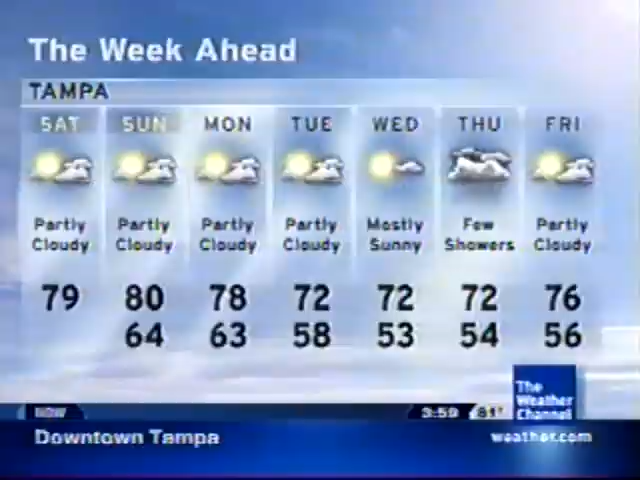 The Week Ahead
TAMPA
SAT SUN MON TUE WED THU FRI
Partly Partly Partly Partly Mostly Few Partly
Cloudy Cloudy Cloudy Cloudy Sunny Showers Cloudy
79 80 78 72 72 72 76
64 63 58 53 54 56
NOW 3:59 81° The
Weather
Channel
Downtown Tampa weather.com